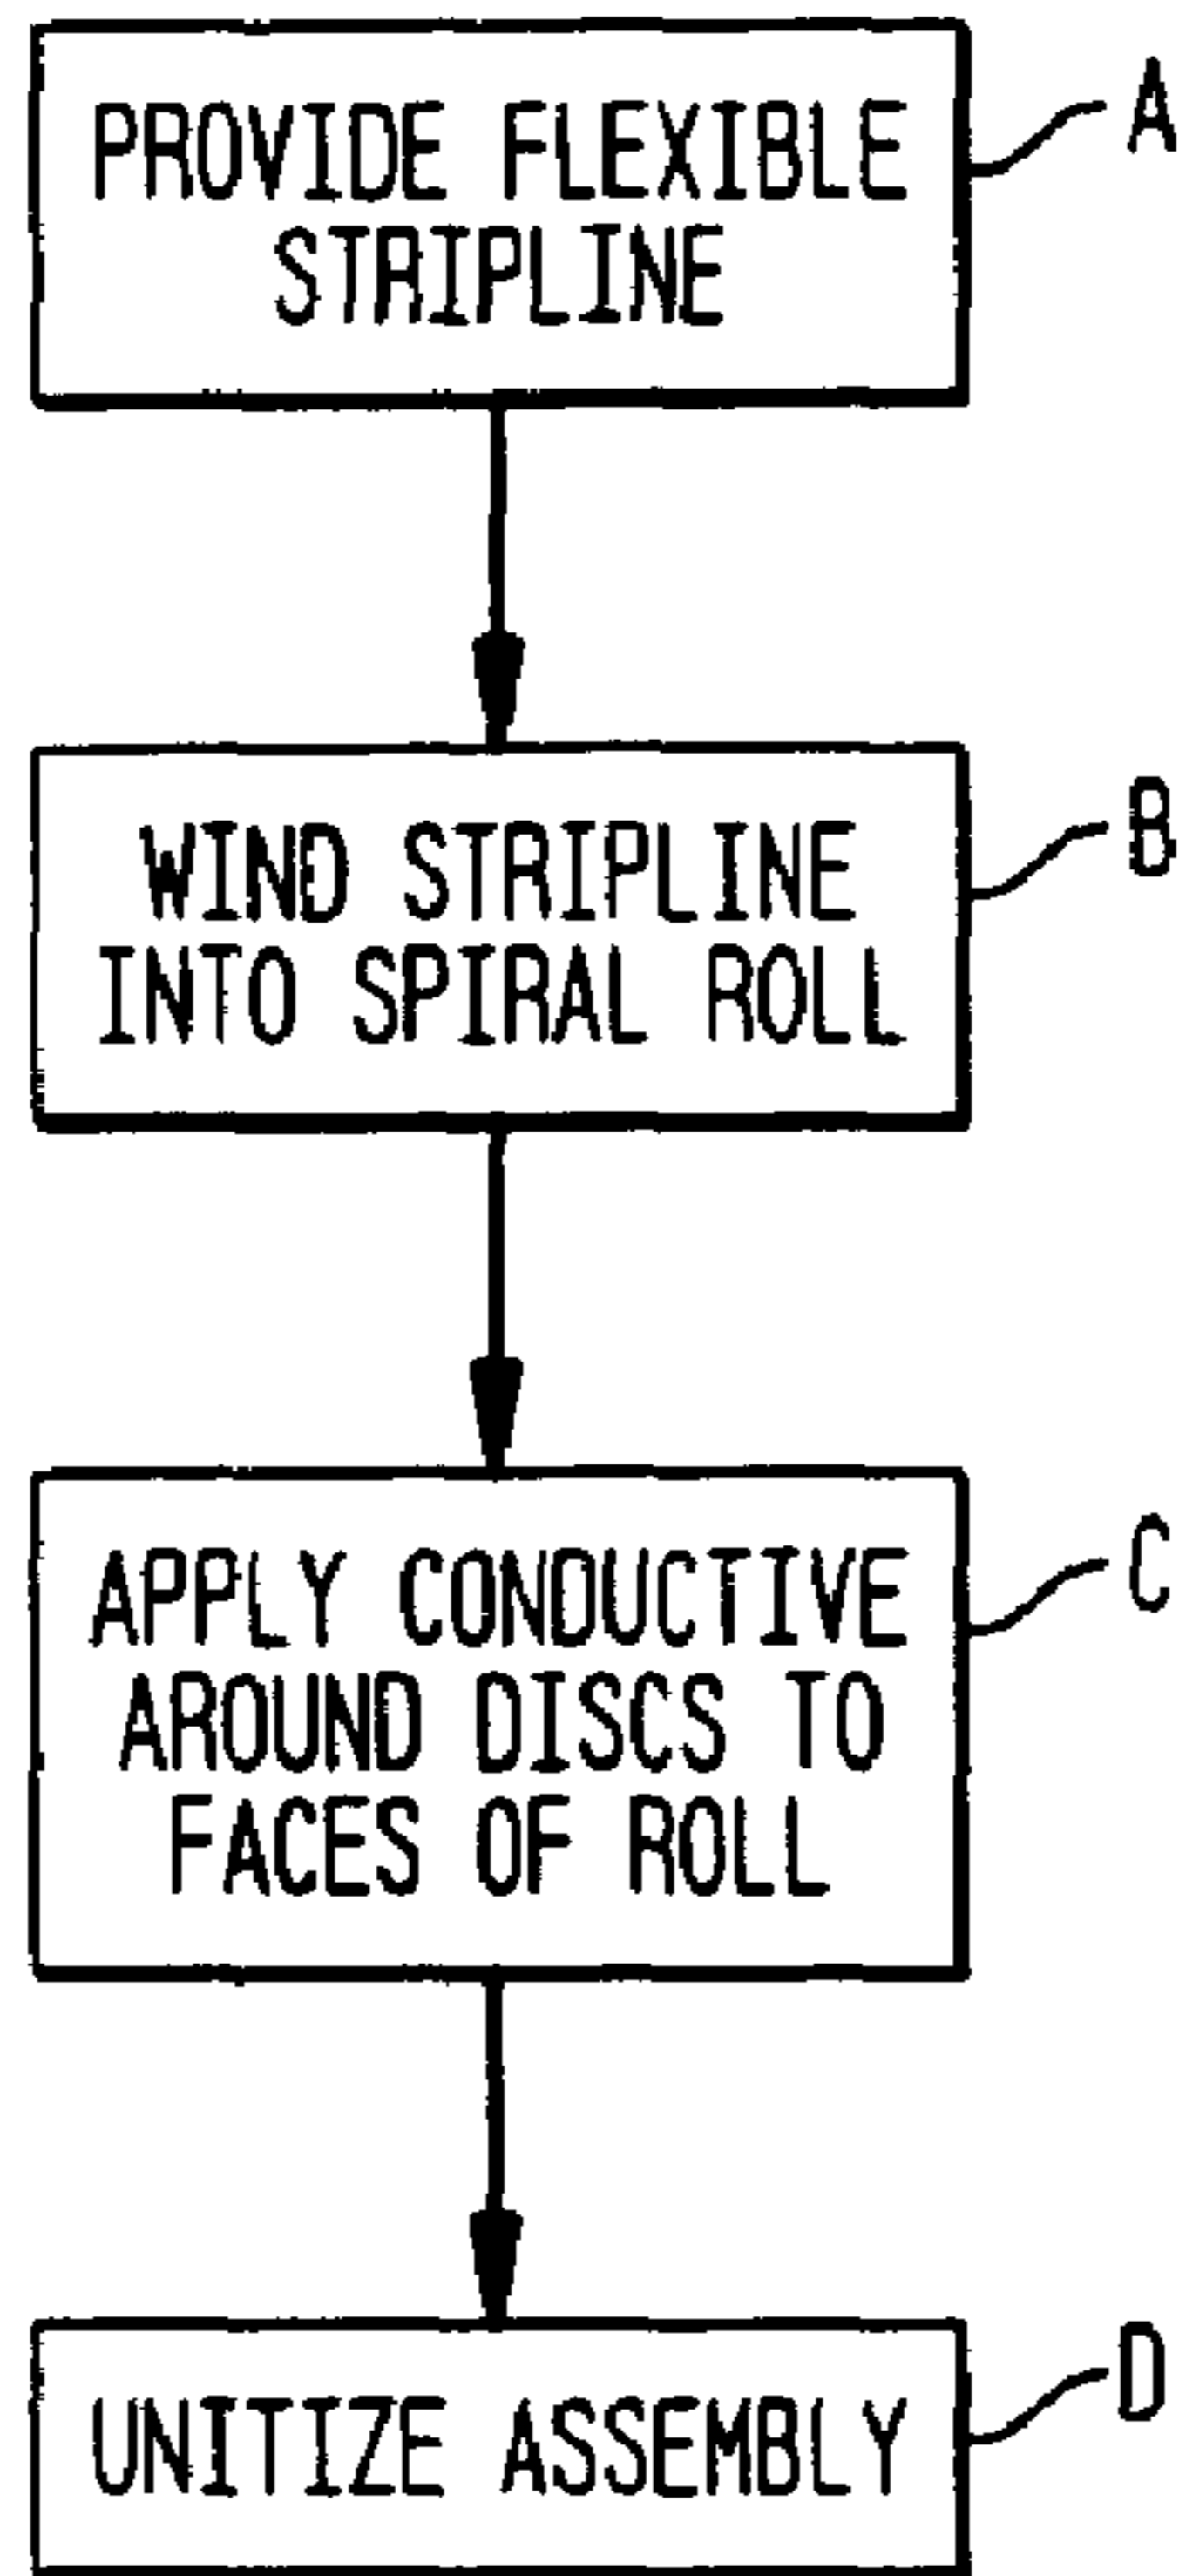 PROVIDE FLEXIBLE
STRIPLINE
A
WIND STRIPLINE
INTO SPIRAL ROLL
B
APPLY CONDUCTIVE
AROUND DISCS TO
FACES OF ROLL
C
UNITIZE ASSEMBLY
D